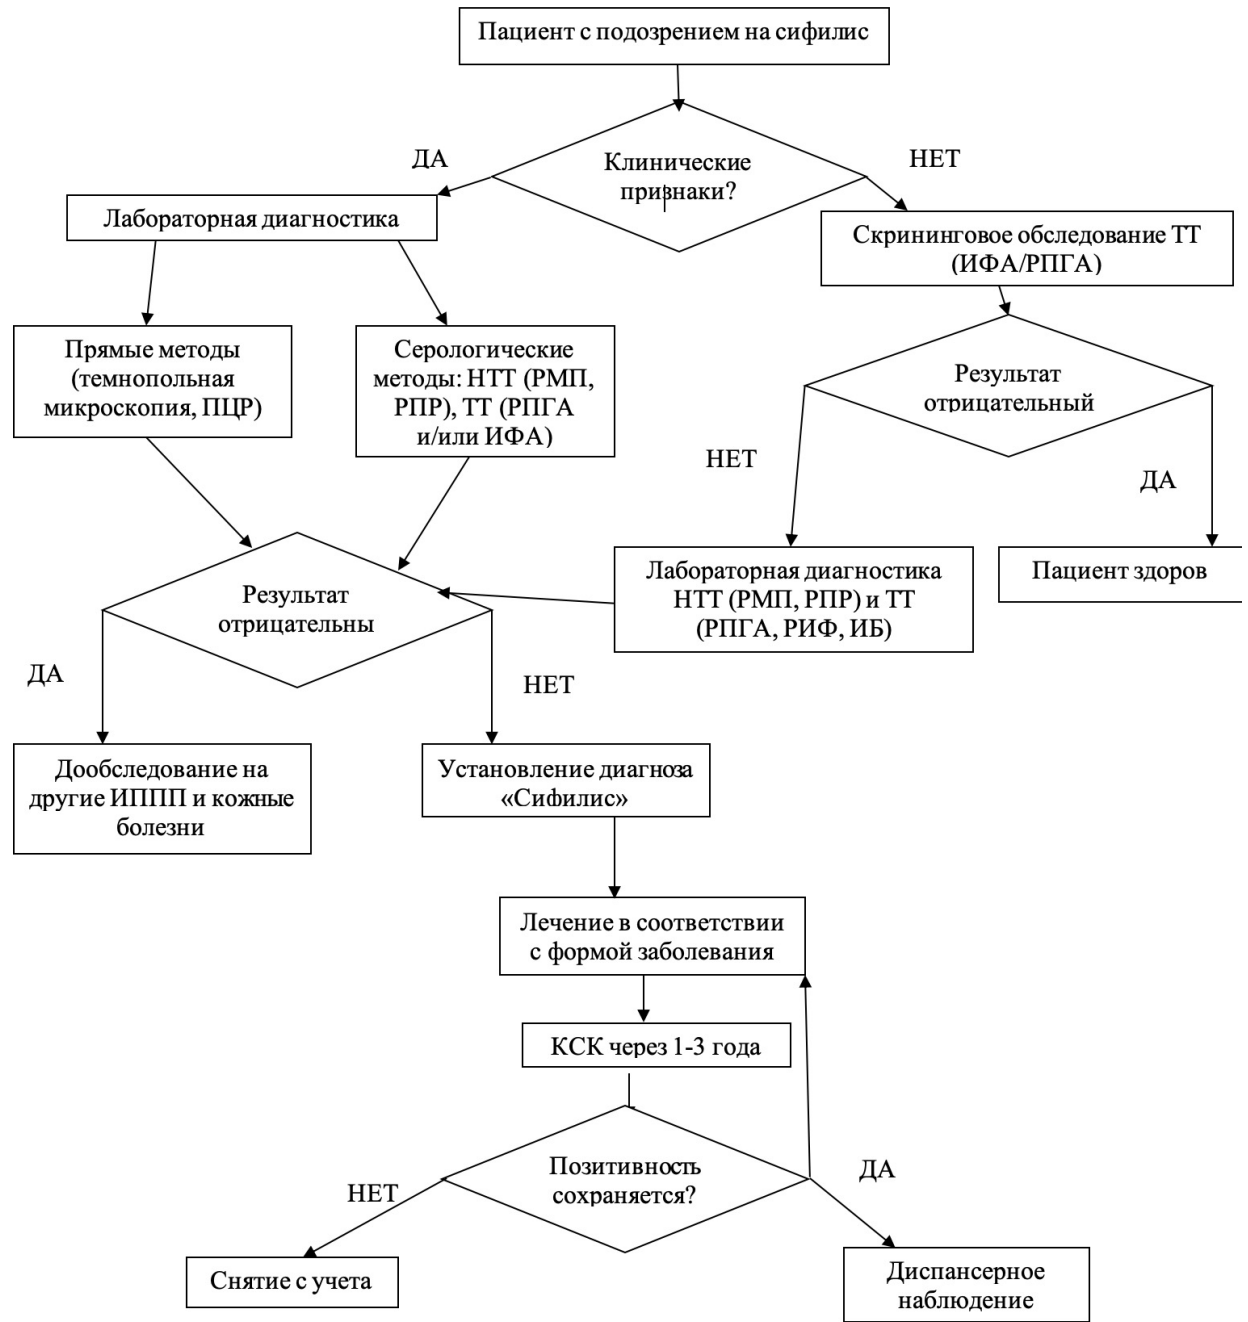 Пациент с подозрением на сифилис
ДА
Клинические
признаки?
НЕТ
Лабораторная диагностика
Скрининговое обследование ТТ
(ИФА/РПГА)
Прямые методы
(темнопольная
микроскопия, ПЦР)
Серологические
методы: НТТ (РМП,
РПР), ТТ (РПГА
и/или ИФА)
Результат
отрицательный
НЕТ
ДА
Лабораторная диагностика
НТТ (РМП, РПР) и ТТ
(РПГА, РИФ, ИБ)
Пациент здоров
Результат
отрицательны
ДА
НЕТ
Дообследование на
другие ИППП и кожные
болезни
Установление диагноза
«Сифилис»
Лечение в соответствии
с формой заболевания
КСК через 1-3 года
Позитивность
сохраняется?
НЕТ
ДА
Снятие с учета
Диспансерное
наблюдение